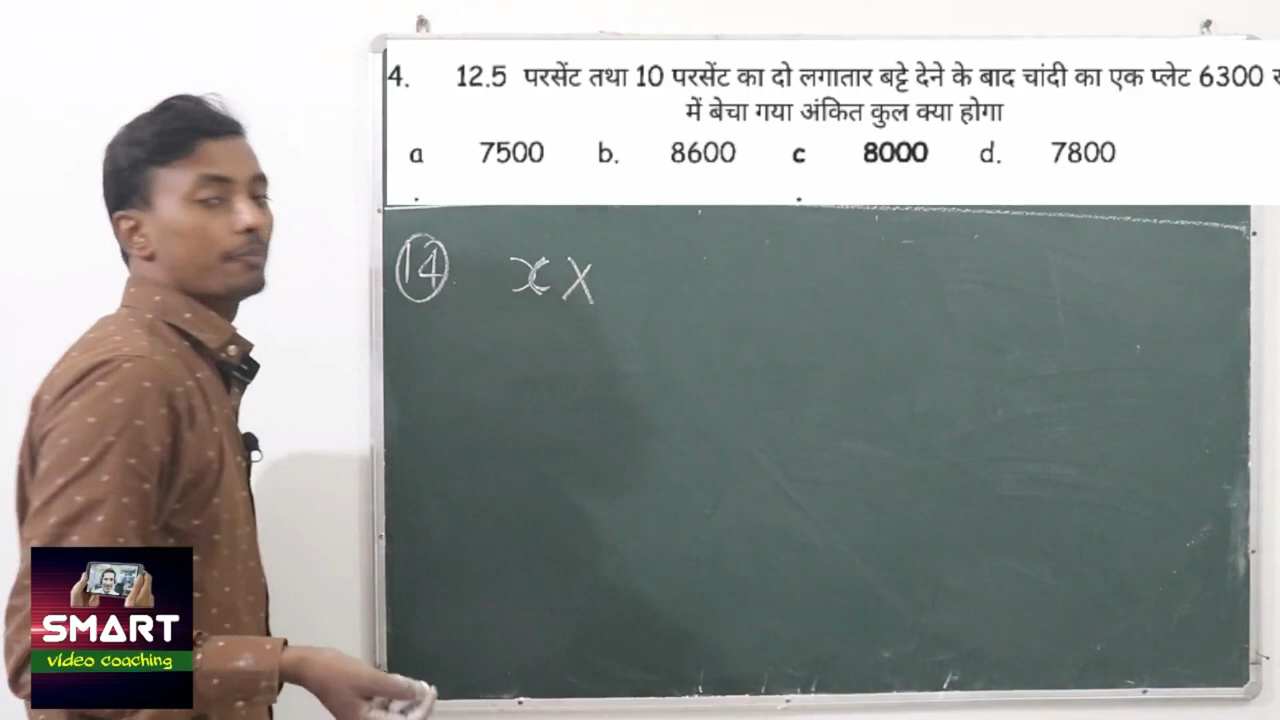 4. 12.5 परसेंट तथा 10 परसेंट का दो लगातार बट्टे देने के बाद चांदी का एक प्लेट 6300
में बेचा गया अंकित कुल क्या होगा
a 7500 b. 8600 c 8000 d. 7800
14 x X
SMART
video coaching